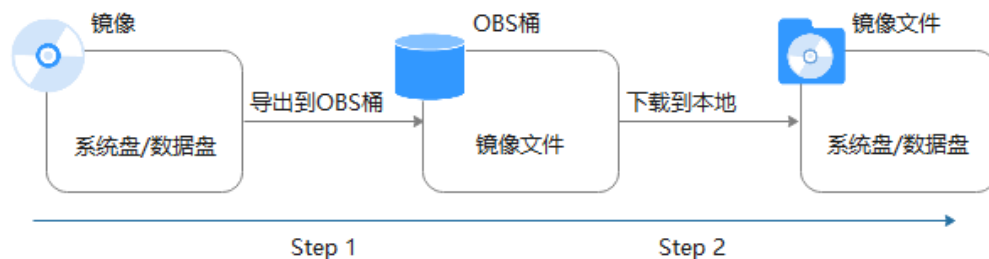 镜像
OBS桶
镜像文件
导出到OBS桶
下载到本地
系统盘/数据盘
镜像文件
系统盘/数据盘
Step 1
Step 2